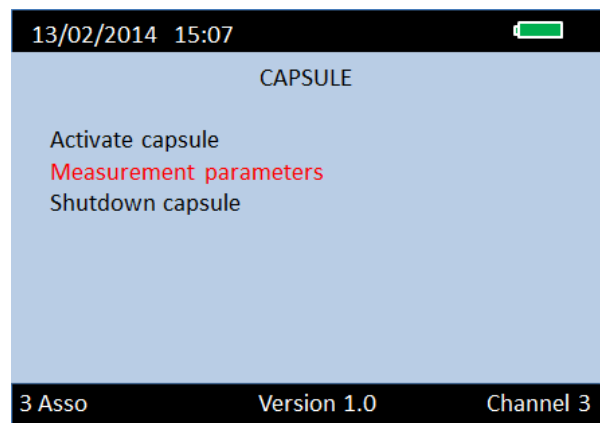 13/02/2014 15:07
CAPSULE
Activate capsule
Measurement parameters
Shutdown capsule
3 Asso Version 1.0 Channel 3